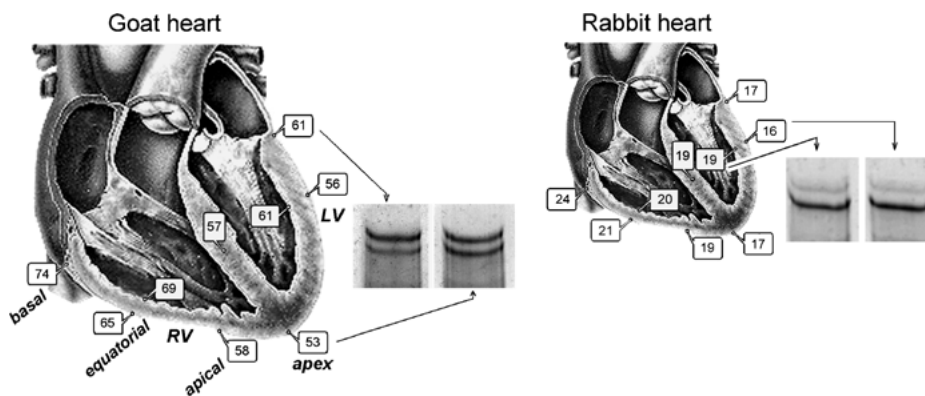 Goat heart
Rabbit heart
61
56
LV
61
57
74
basal
69
65
equatorial
RV
58
apical
53
apex
17
16
19
19
24
20
21
19
17